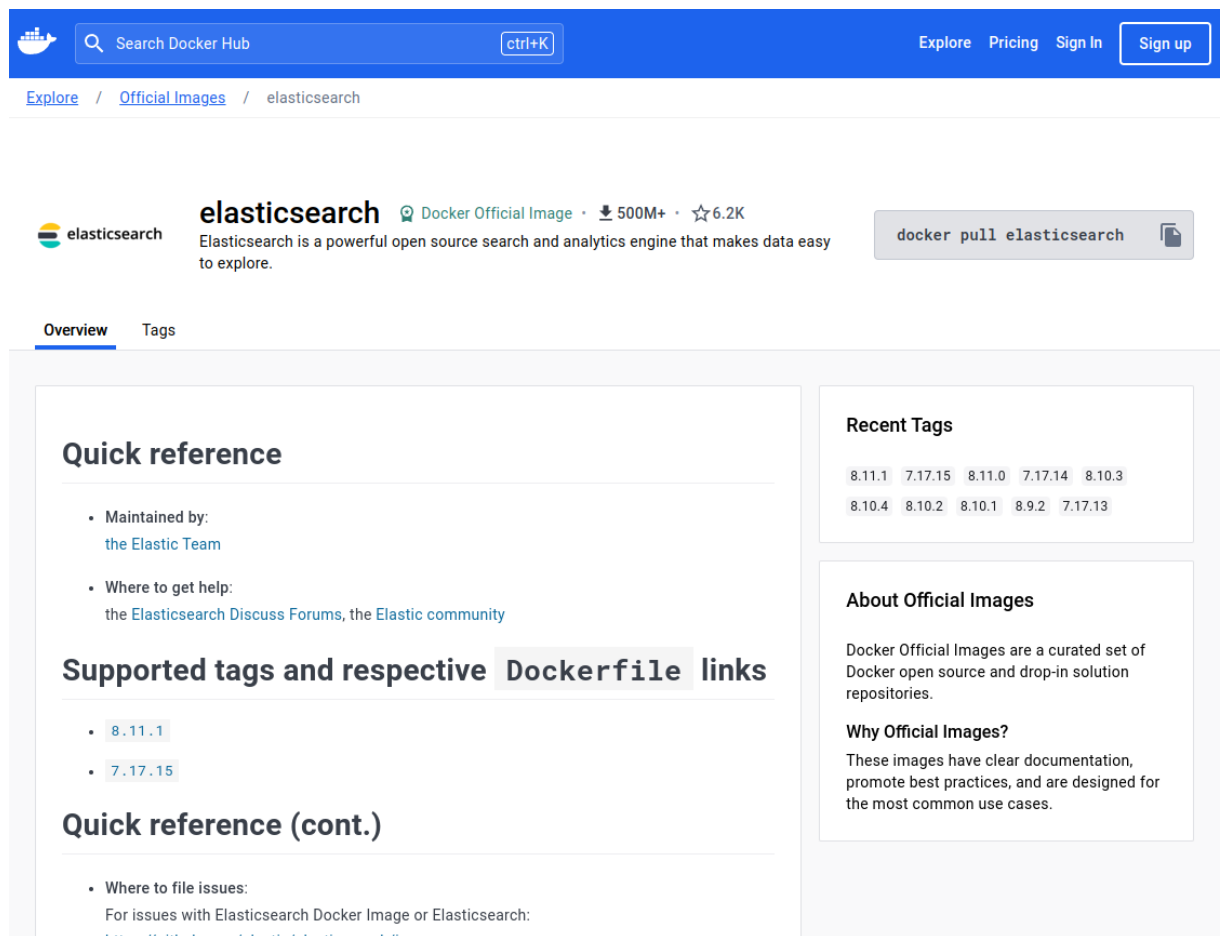 Search Docker Hub ctrl+K Explore Pricing Sign In Sign up
Explore / Official Images / elasticsearch
elasticsearch
elasticsearch Docker Official Image · 500M+ · 6.2K
Elasticsearch is a powerful open source search and analytics engine that makes data easy
to explore.
docker pull elasticsearch
Overview Tags
Quick reference
• Maintained by:
the Elastic Team
• Where to get help:
the Elasticsearch Discuss Forums, the Elastic community
Supported tags and respective Dockerfile links
• 8.11.1
• 7.17.15
Quick reference (cont.)
• Where to file issues:
For issues with Elasticsearch Docker Image or Elasticsearch:
Recent Tags
8.11.1 7.17.15 8.11.0 7.17.14 8.10.3
8.10.4 8.10.2 8.10.1 8.9.2 7.17.13
About Official Images
Docker Official Images are a curated set of
Docker open source and drop-in solution
repositories.
Why Official Images?
These images have clear documentation,
promote best practices, and are designed for
the most common use cases.